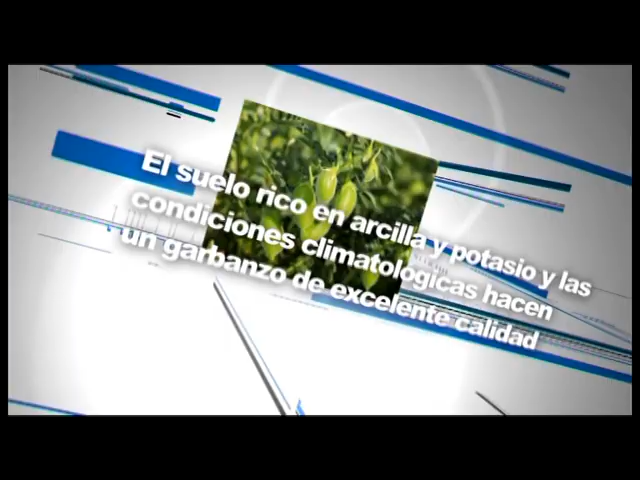 El suelo rico en arcilla y potasio y las
condiciones climatologicas hacen
un garbanzo de excelente calidad